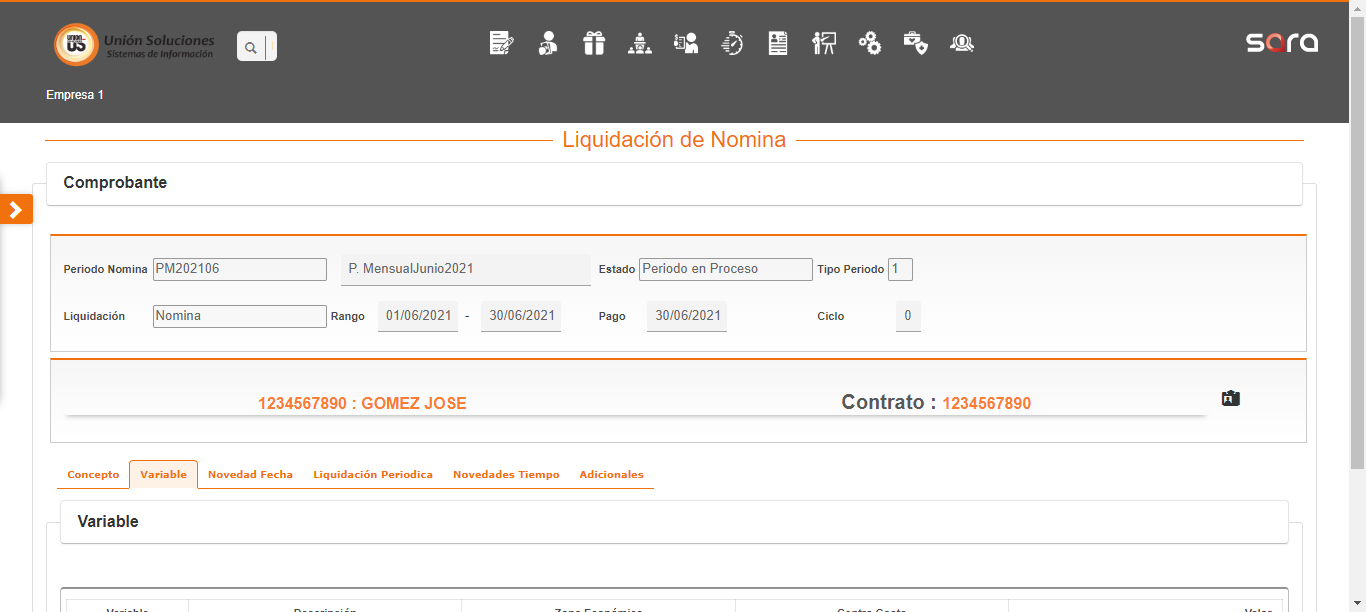 Unión Soluciones
Sistemas de Información
sara
Empresa 1
Liquidación de Nomina
Comprobante
Periodo Nomina PM202106 P. MensualJunio2021 Estado Periodo en Proceso Tipo Periodo 1
Liquidación Nomina Rango 01/06/2021 - 30/06/2021 Pago 30/06/2021 Ciclo 0
1234567890 : GOMEZ JOSE Contrato : 1234567890
Concepto Variable Novedad Fecha Liquidación Periodica Novedades Tiempo Adicionales
Variable
Variable Descripción Zona Económica Centro Costo Valor